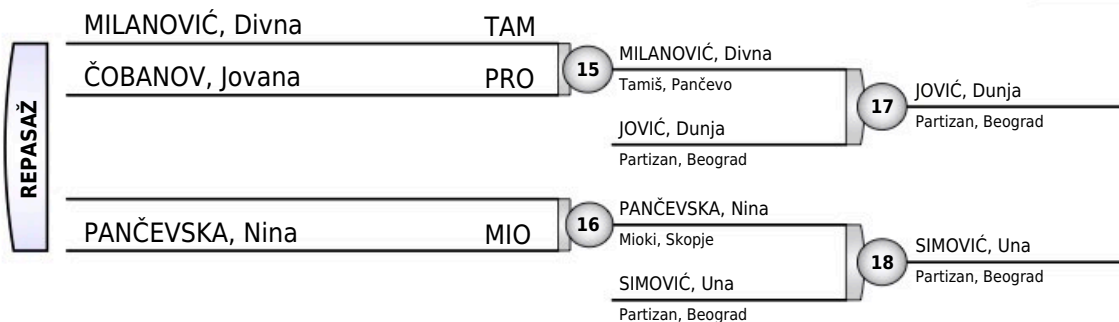 REPASAŽ
MILANOVIĆ, Divna TAM
ČOBANOV, Jovana PRO
15
MILANOVIĆ, Divna
Tamiš, Pančevo
JOVIĆ, Dunja
Partizan, Beograd
17
JOVIĆ, Dunja
Partizan, Beograd
PANČEVSKA, Nina MIO
16
PANČEVSKA, Nina
Mioki, Skopje
SIMOVIĆ, Una
Partizan, Beograd
18
SIMOVIĆ, Una
Partizan, Beograd